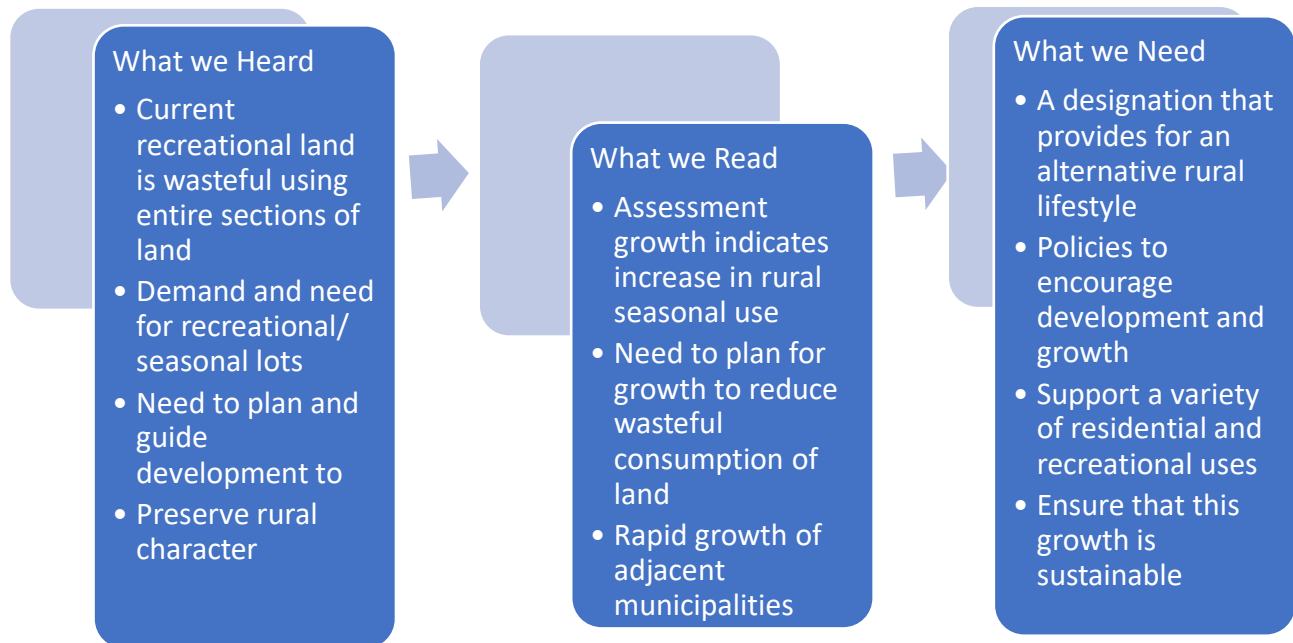 What we Heard
• Current
recreational land
is wasteful using
entire sections of
land
• Demand and need
for recreational/
seasonal lots
• Need to plan and
guide
development to
• Preserve rural
character
What we Read
• Assessment
growth indicates
increase in rural
seasonal use
• Need to plan for
growth to reduce
wasteful
consumption of
land
• Rapid growth of
adjacent
municipalities
What we Need
• A designation that
provides for an
alternative rural
lifestyle
• Policies to
encourage
development and
growth
• Support a variety
of residential and
recreational uses
• Ensure that this
growth is
sustainable